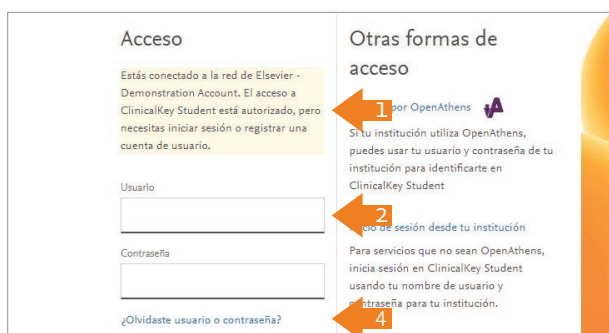 Acceso
Estás conectado a la red de Elsevier -
Demonstration Account. El acceso a
ClinicalKey Student está autorizado, pero
necesitas iniciar sesión o registrar una
cuenta de usuario.
1
Usuario
2
Contraseña
¿Olvidaste usuario o contraseña?
4
Otras formas de
acceso
por OpenAthens
Si tu institución utiliza OpenAthens,
puedes usar tu usuario y contraseña de tu
institución para identificarte en
ClinicalKey Student
de sesión desde tu institución
Para servicios que no sean OpenAthens,
inicia sesión en ClinicalKey Student
usando tu nombre de usuario y
contraseña para tu institución.